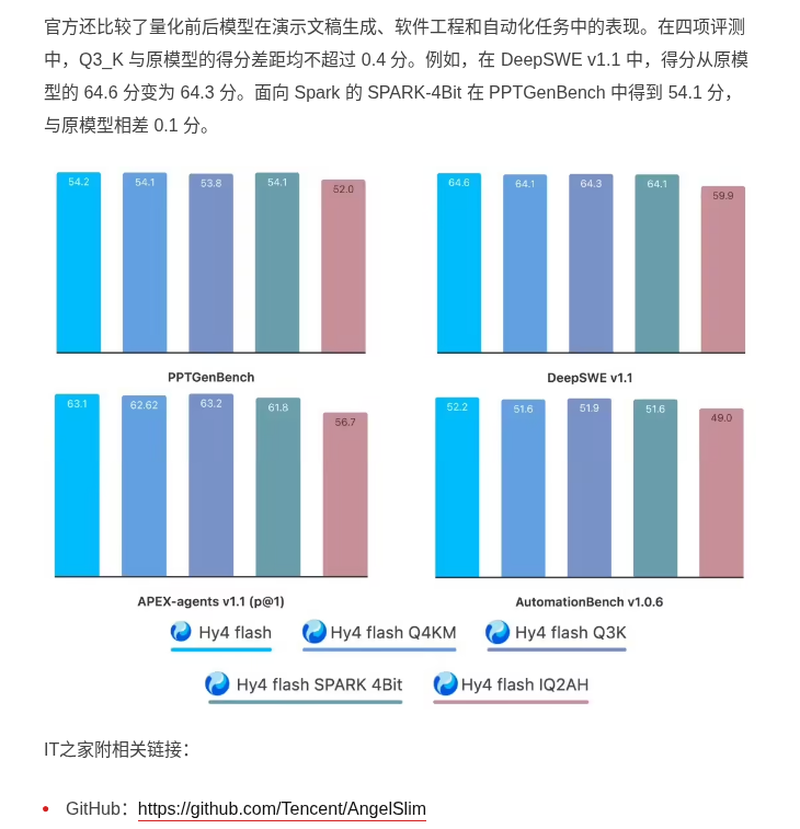 官方还比较了量化前后模型在演示文稿生成、软件工程和自动化任务中的表现。在四项评测
中，Q3_K 与原模型的得分差距均不超过 0.4 分。例如，在 DeepSWE v1.1 中，得分从原模
型的 64.6 分变为 64.3 分。面向 Spark 的 SPARK-4Bit 在 PPTGenBench 中得到 54.1 分，
与原模型相差 0.1 分。
54.2 54.1 53.8 54.1 52.0
PPTGenBench
64.6 64.1 64.3 64.1 59.9
DeepSWE v1.1
63.1 62.62 63.2 61.8 56.7
APEX-agents v1.1 (p@1)
52.2 51.6 51.9 51.6 49.0
AutomationBench v1.0.6
Hy4 flash Hy4 flash Q4KM Hy4 flash Q3K
Hy4 flash SPARK 4Bit Hy4 flash IQ2AH
IT之家附相关链接：
GitHub：https://github.com/Tencent/AngelSlim